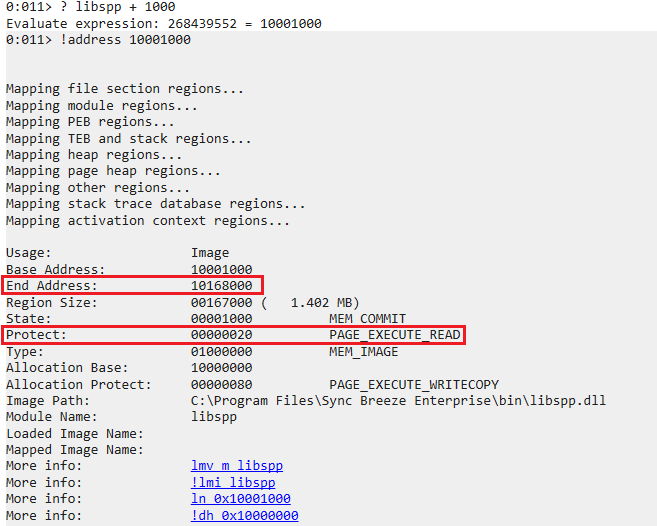 0:011> ? libspp + 1000
Evaluate expression: 268439552 = 10001000
0:011> !address 10001000
Mapping file section regions...
Mapping module regions...
Mapping PEB regions...
Mapping TEB and stack regions...
Mapping heap regions...
Mapping page heap regions...
Mapping other regions...
Mapping stack trace database regions...
Mapping activation context regions...
Usage: Image
Base Address: 10001000
End Address: 10168000
Region Size: 00167000 ( 1.402 MB)
State: 00001000 MEM_COMMIT
Protect: 00000020 PAGE_EXECUTE_READ
Type: 01000000 MEM_IMAGE
Allocation Base: 10000000
Allocation Protect: 00000080 PAGE_EXECUTE_WRITECOPY
Image Path: C:\Program Files\Sync Breeze Enterprise\bin\libspp.dll
Module Name: libspp
Loaded Image Name:
Mapped Image Name:
More info: lmv m libspp
More info: !lmi libspp
More info: ln 0x10001000
More info: !dh 0x10000000